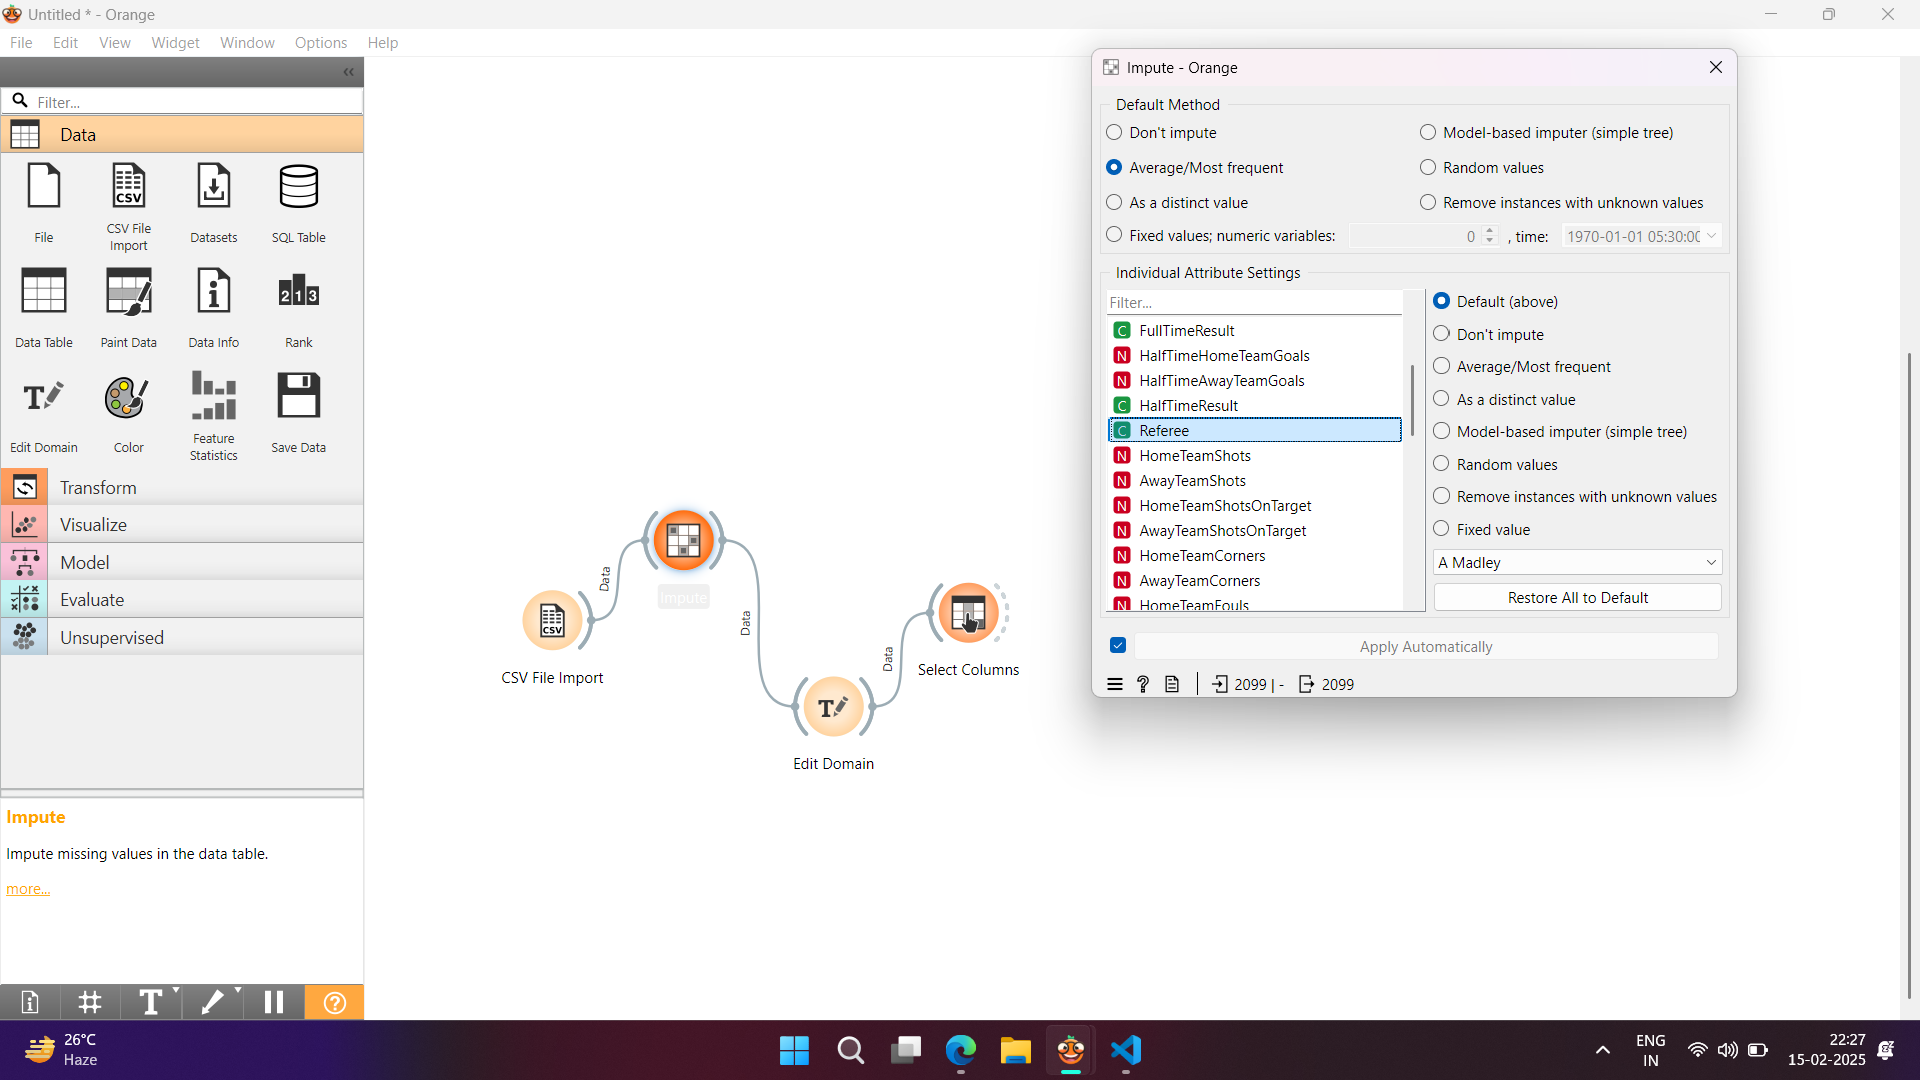 Untitled * - Orange
File Edit View Widget Window Options Help
«
Filter...
Data
File
CSV File
Import
Datasets
SQL Table
Data Table
Paint Data
Data Info
Rank
Edit Domain
Color
Feature
Statistics
Save Data
Transform
Visualize
Model
Evaluate
Unsupervised
Impute
Impute missing values in the data table.
more...
CSV File Import
Data
Impute
Data
Edit Domain
Data
Select Columns
Impute - Orange
Default Method
Don't impute
Model-based imputer (simple tree)
Average/Most frequent
Random values
As a distinct value
Remove instances with unknown values
Fixed values; numeric variables: 0 , time: 1970-01-01 05:30:00
Individual Attribute Settings
Filter...
C FullTimeResult
N HalfTimeHomeTeamGoals
N HalfTimeAwayTeamGoals
C HalfTimeResult
C Referee
N HomeTeamShots
N AwayTeamShots
N HomeTeamShotsOnTarget
N AwayTeamShotsOnTarget
N HomeTeamCorners
N AwayTeamCorners
N HomeTeamFouls
Default (above)
Don't impute
Average/Most frequent
As a distinct value
Model-based imputer (simple tree)
Random values
Remove instances with unknown values
Fixed value
A Madley
Restore All to Default
Apply Automatically
? 2099 | - 2099
26°C
Haze
ENG
IN
22:27
15-02-2025